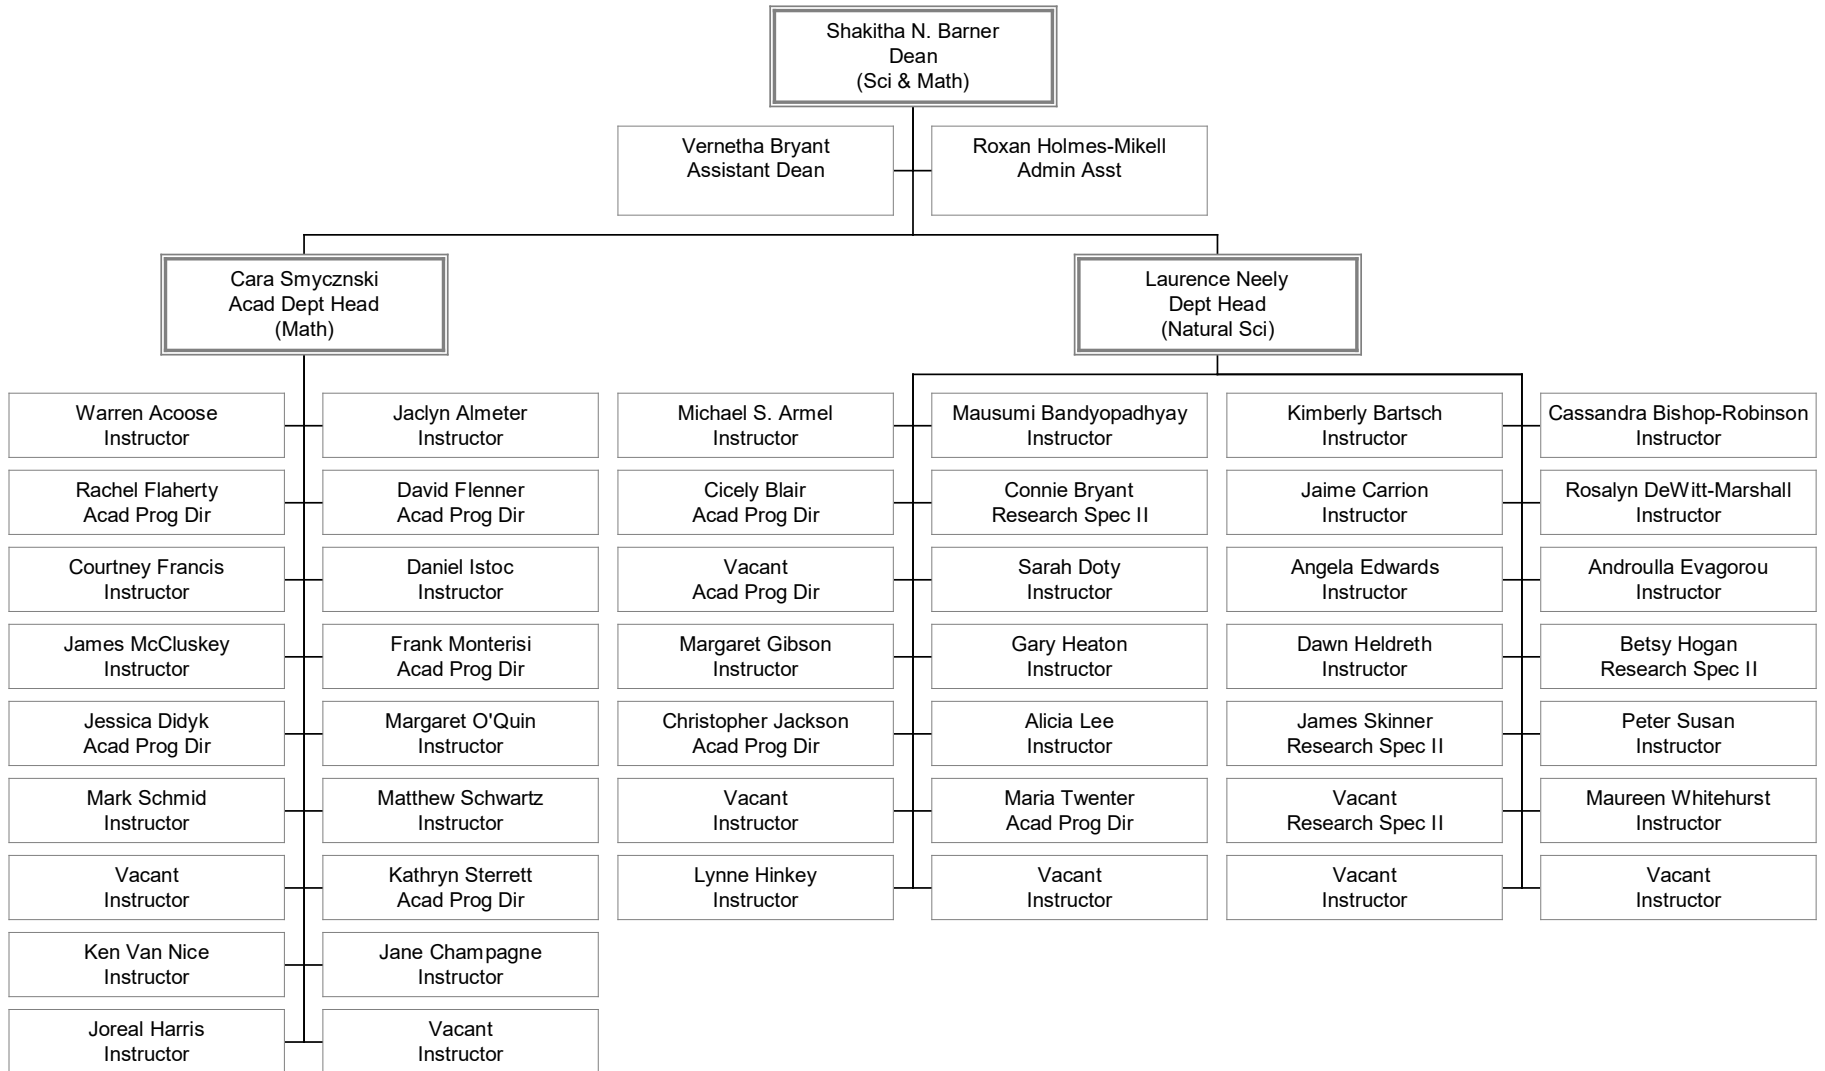 Shakitha N. Barner
Dean
(Sci & Math)
Vernetha Bryant
Assistant Dean
Roxan Holmes-Mikell
Admin Asst
Cara Smycznski
Acad Dept Head
(Math)
Laurence Neely
Dept Head
(Natural Sci)
Warren Acoose
Instructor
Jaclyn Almeter
Instructor
Michael S. Armel
Instructor
Mausumi Bandyopadhyay
Instructor
Kimberly Bartsch
Instructor
Cassandra Bishop-Robinson
Instructor
Rachel Flaherty
Acad Prog Dir
David Flenner
Acad Prog Dir
Cicely Blair
Acad Prog Dir
Connie Bryant
Research Spec II
Jaime Carrion
Instructor
Rosalyn DeWitt-Marshall
Instructor
Courtney Francis
Instructor
Daniel Istoc
Instructor
Vacant
Acad Prog Dir
Sarah Doty
Instructor
Angela Edwards
Instructor
Androulla Evagorou
Instructor
James McCluskey
Instructor
Frank Monterisi
Acad Prog Dir
Margaret Gibson
Instructor
Gary Heaton
Instructor
Dawn Heldreth
Instructor
Betsy Hogan
Research Spec II
Jessica Didyk
Acad Prog Dir
Margaret O'Quin
Instructor
Christopher Jackson
Acad Prog Dir
Alicia Lee
Instructor
James Skinner
Research Spec II
Peter Susan
Instructor
Mark Schmid
Instructor
Matthew Schwartz
Instructor
Vacant
Instructor
Maria Twenter
Acad Prog Dir
Vacant
Research Spec II
Maureen Whitehurst
Instructor
Vacant
Instructor
Kathryn Sterrett
Acad Prog Dir
Lynne Hinkey
Instructor
Vacant
Instructor
Vacant
Instructor
Vacant
Instructor
Ken Van Nice
Instructor
Jane Champagne
Instructor
Joreal Harris
Instructor
Vacant
Instructor